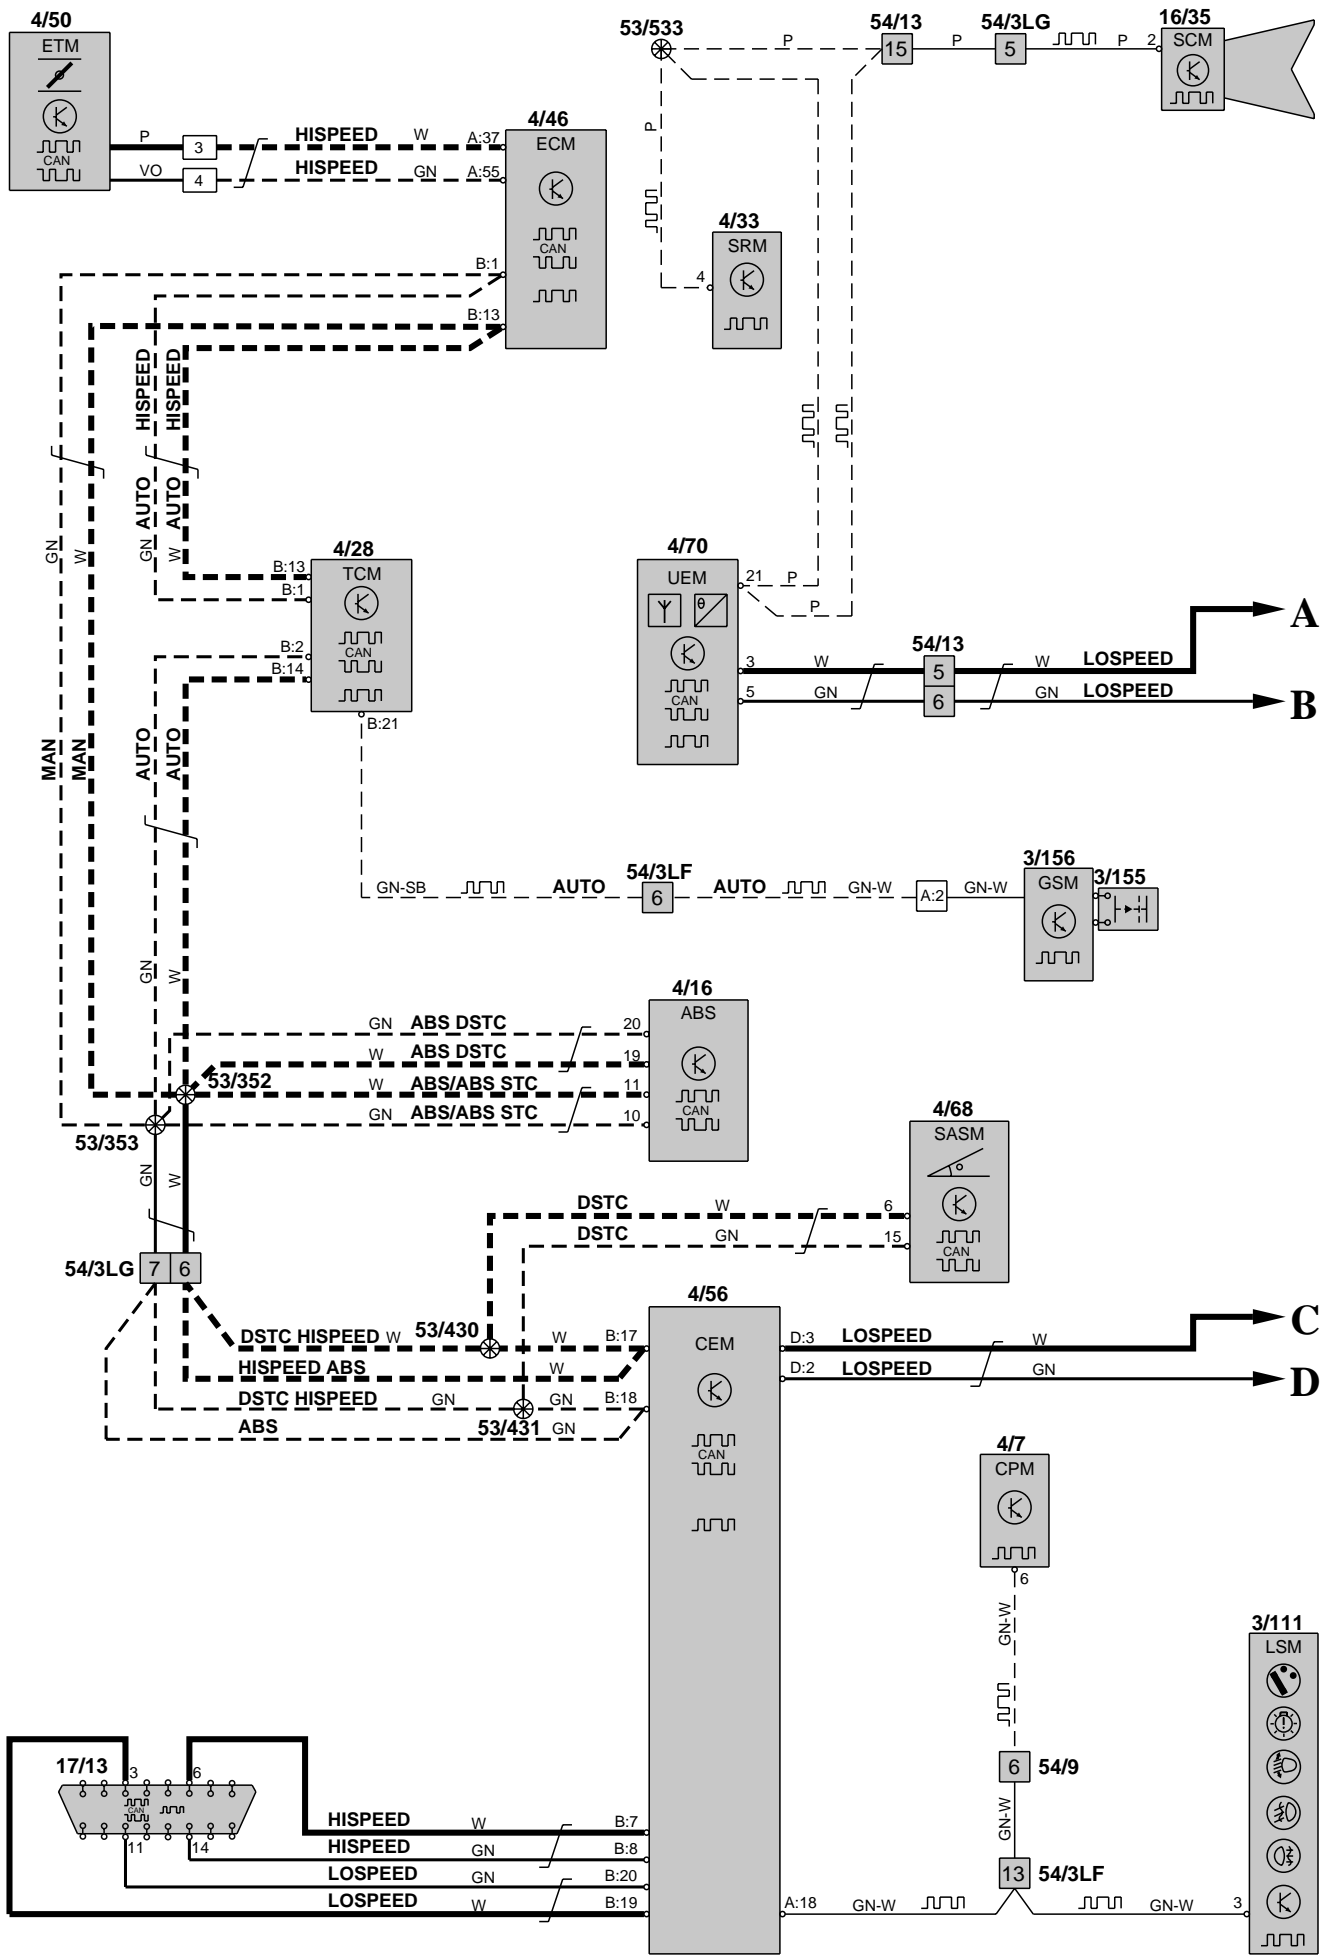 4/50
ETM
CAN
P
3
HISPEED
W
A:37
VO
4
HISPEED
GN
A:55
4/46
ECM
CAN
B:1
B:13
53/533
P
54/13
15
P
54/3LG
5
P
2
16/35
SCM
P
4/33
SRM
4
HISPEED
HISPEED
AUTO
AUTO
GN
W
GN
W
4/28
TCM
CAN
B:13
B:1
B:2
B:14
B:21
4/70
UEM
θ
CAN
21
P
P
3
W
54/13
5
W
LOSPEED
A
5
GN
6
GN
LOSPEED
B
MAN
MAN
AUTO
AUTO
GN
W
GN-SB
AUTO
54/3LF
6
AUTO
GN-W
A:2
GN-W
3/156
GSM
3/155
4/16
ABS
CAN
GN
ABS DSTC
20
W
ABS DSTC
19
53/352
W
ABS/ABS STC
11
53/353
GN
ABS/ABS STC
10
GN
W
4/68
SASM
CAN
DSTC
W
6
DSTC
GN
15
54/3LG
7
6
4/56
CEM
CAN
DSTC HISPEED
W
53/430
W
B:17
HISPEED ABS
W
DSTC HISPEED
GN
GN
B:18
ABS
53/431
GN
D:3
LOSPEED
W
C
D:2
LOSPEED
GN
D
4/7
CPM
6
GN-W
6
54/9
GN-W
13
54/3LF
3/111
LSM
17/13
3
6
CAN
11
14
HISPEED
W
B:7
HISPEED
GN
B:8
LOSPEED
GN
B:20
LOSPEED
W
B:19
A:18
GN-W
GN-W
3